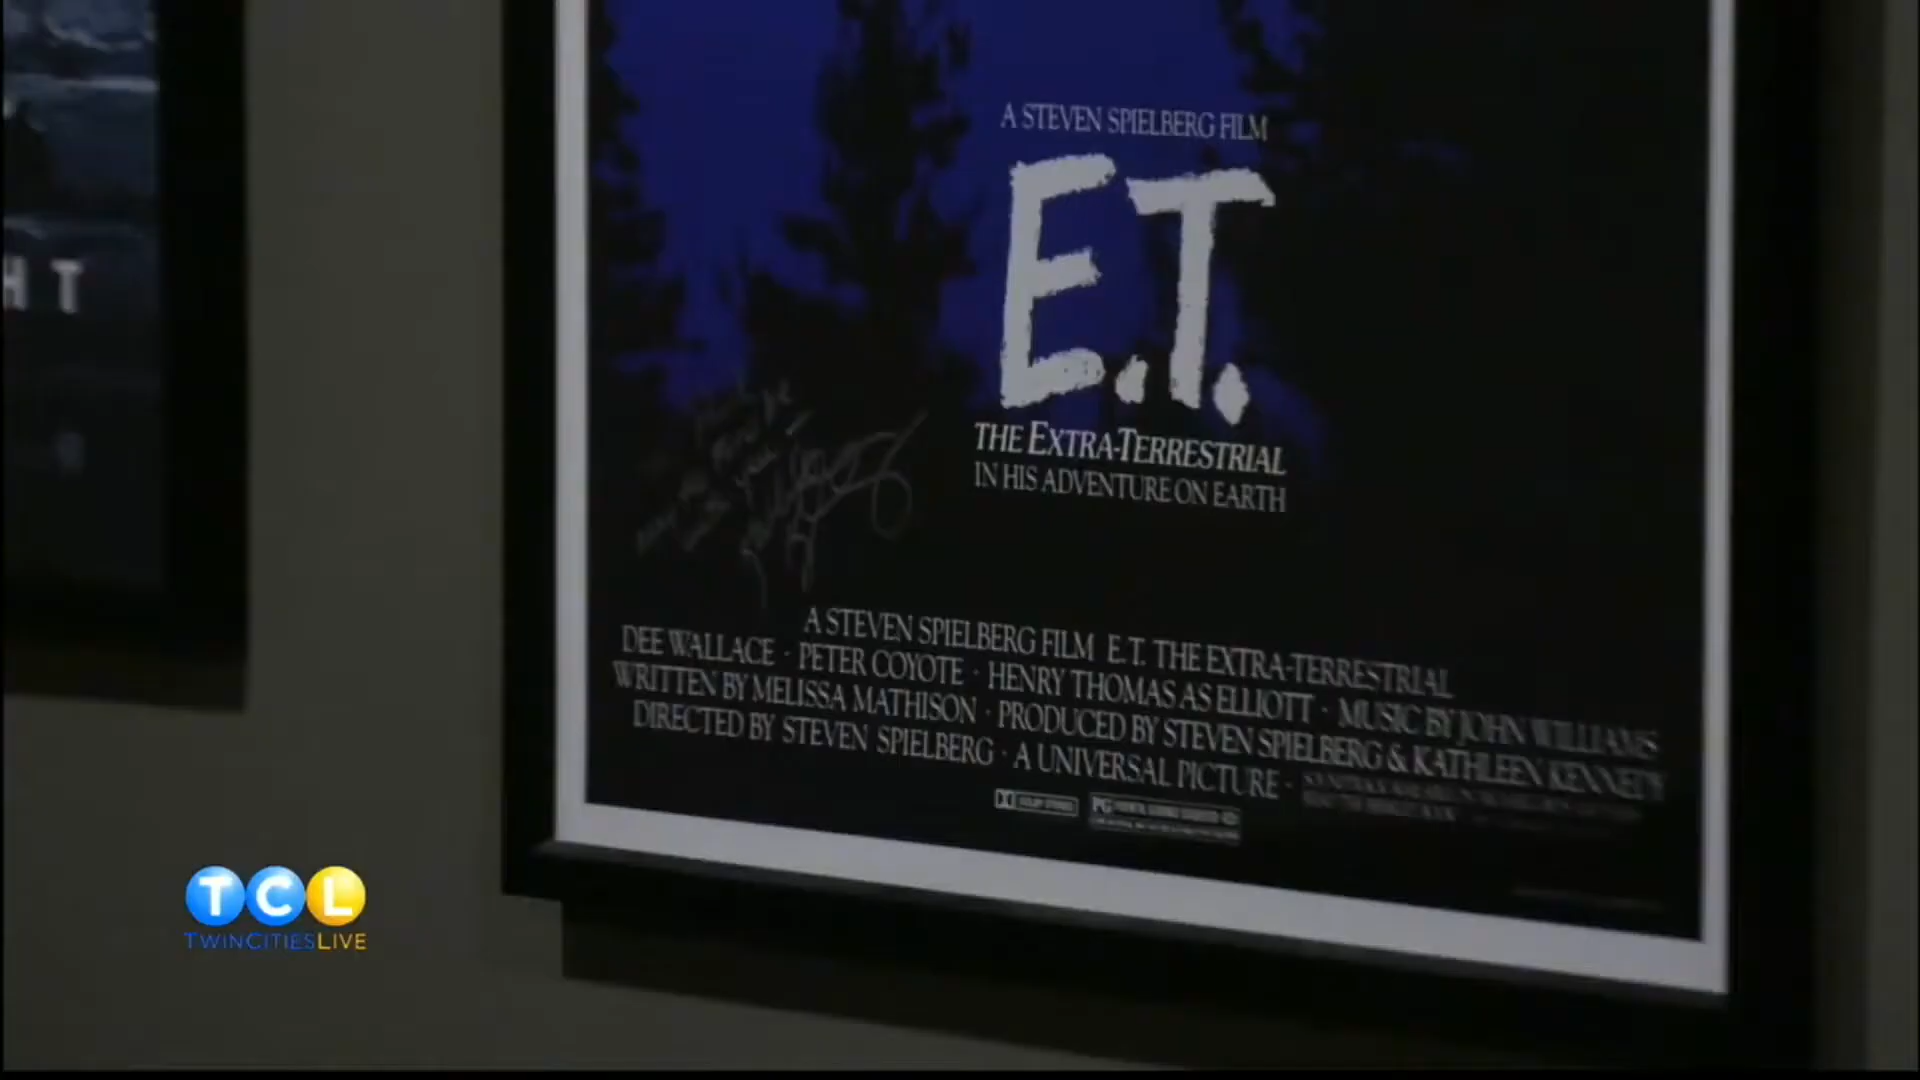 HT
A STEVEN SPIELBERG FILM
E.T.
THE EXTRA-TERRESTRIAL
IN HIS ADVENTURE ON EARTH
A STEVEN SPIELBERG FILM E.T. THE EXTRA-TERRESTRIAL
DEE WALLACE · PETER COYOTE · HENRY THOMAS AS ELLIOTT · MUSIC BY JOHN WILLIAMS
WRITTEN BY MELISSA MATHISON · PRODUCED BY STEVEN SPIELBERG & KATHLEEN KENNEDY
DIRECTED BY STEVEN SPIELBERG · A UNIVERSAL PICTURE ·
PG
TCL
TWINCITIESLIVE